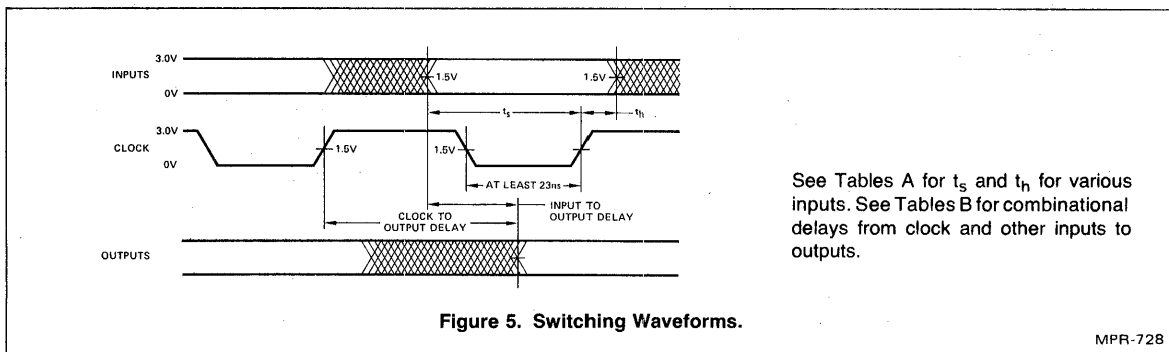 3.0V
INPUTS
1.5V
1.5V
0V
ts
th
3.0V
CLOCK
1.5V
1.5V
0V
AT LEAST 23ns
INPUT TO
OUTPUT DELAY
CLOCK TO
OUTPUT DELAY
OUTPUTS
See Tables A for ts and th for various
inputs. See Tables B for combinational
delays from clock and other inputs to
outputs.
Figure 5. Switching Waveforms.
MPR-728